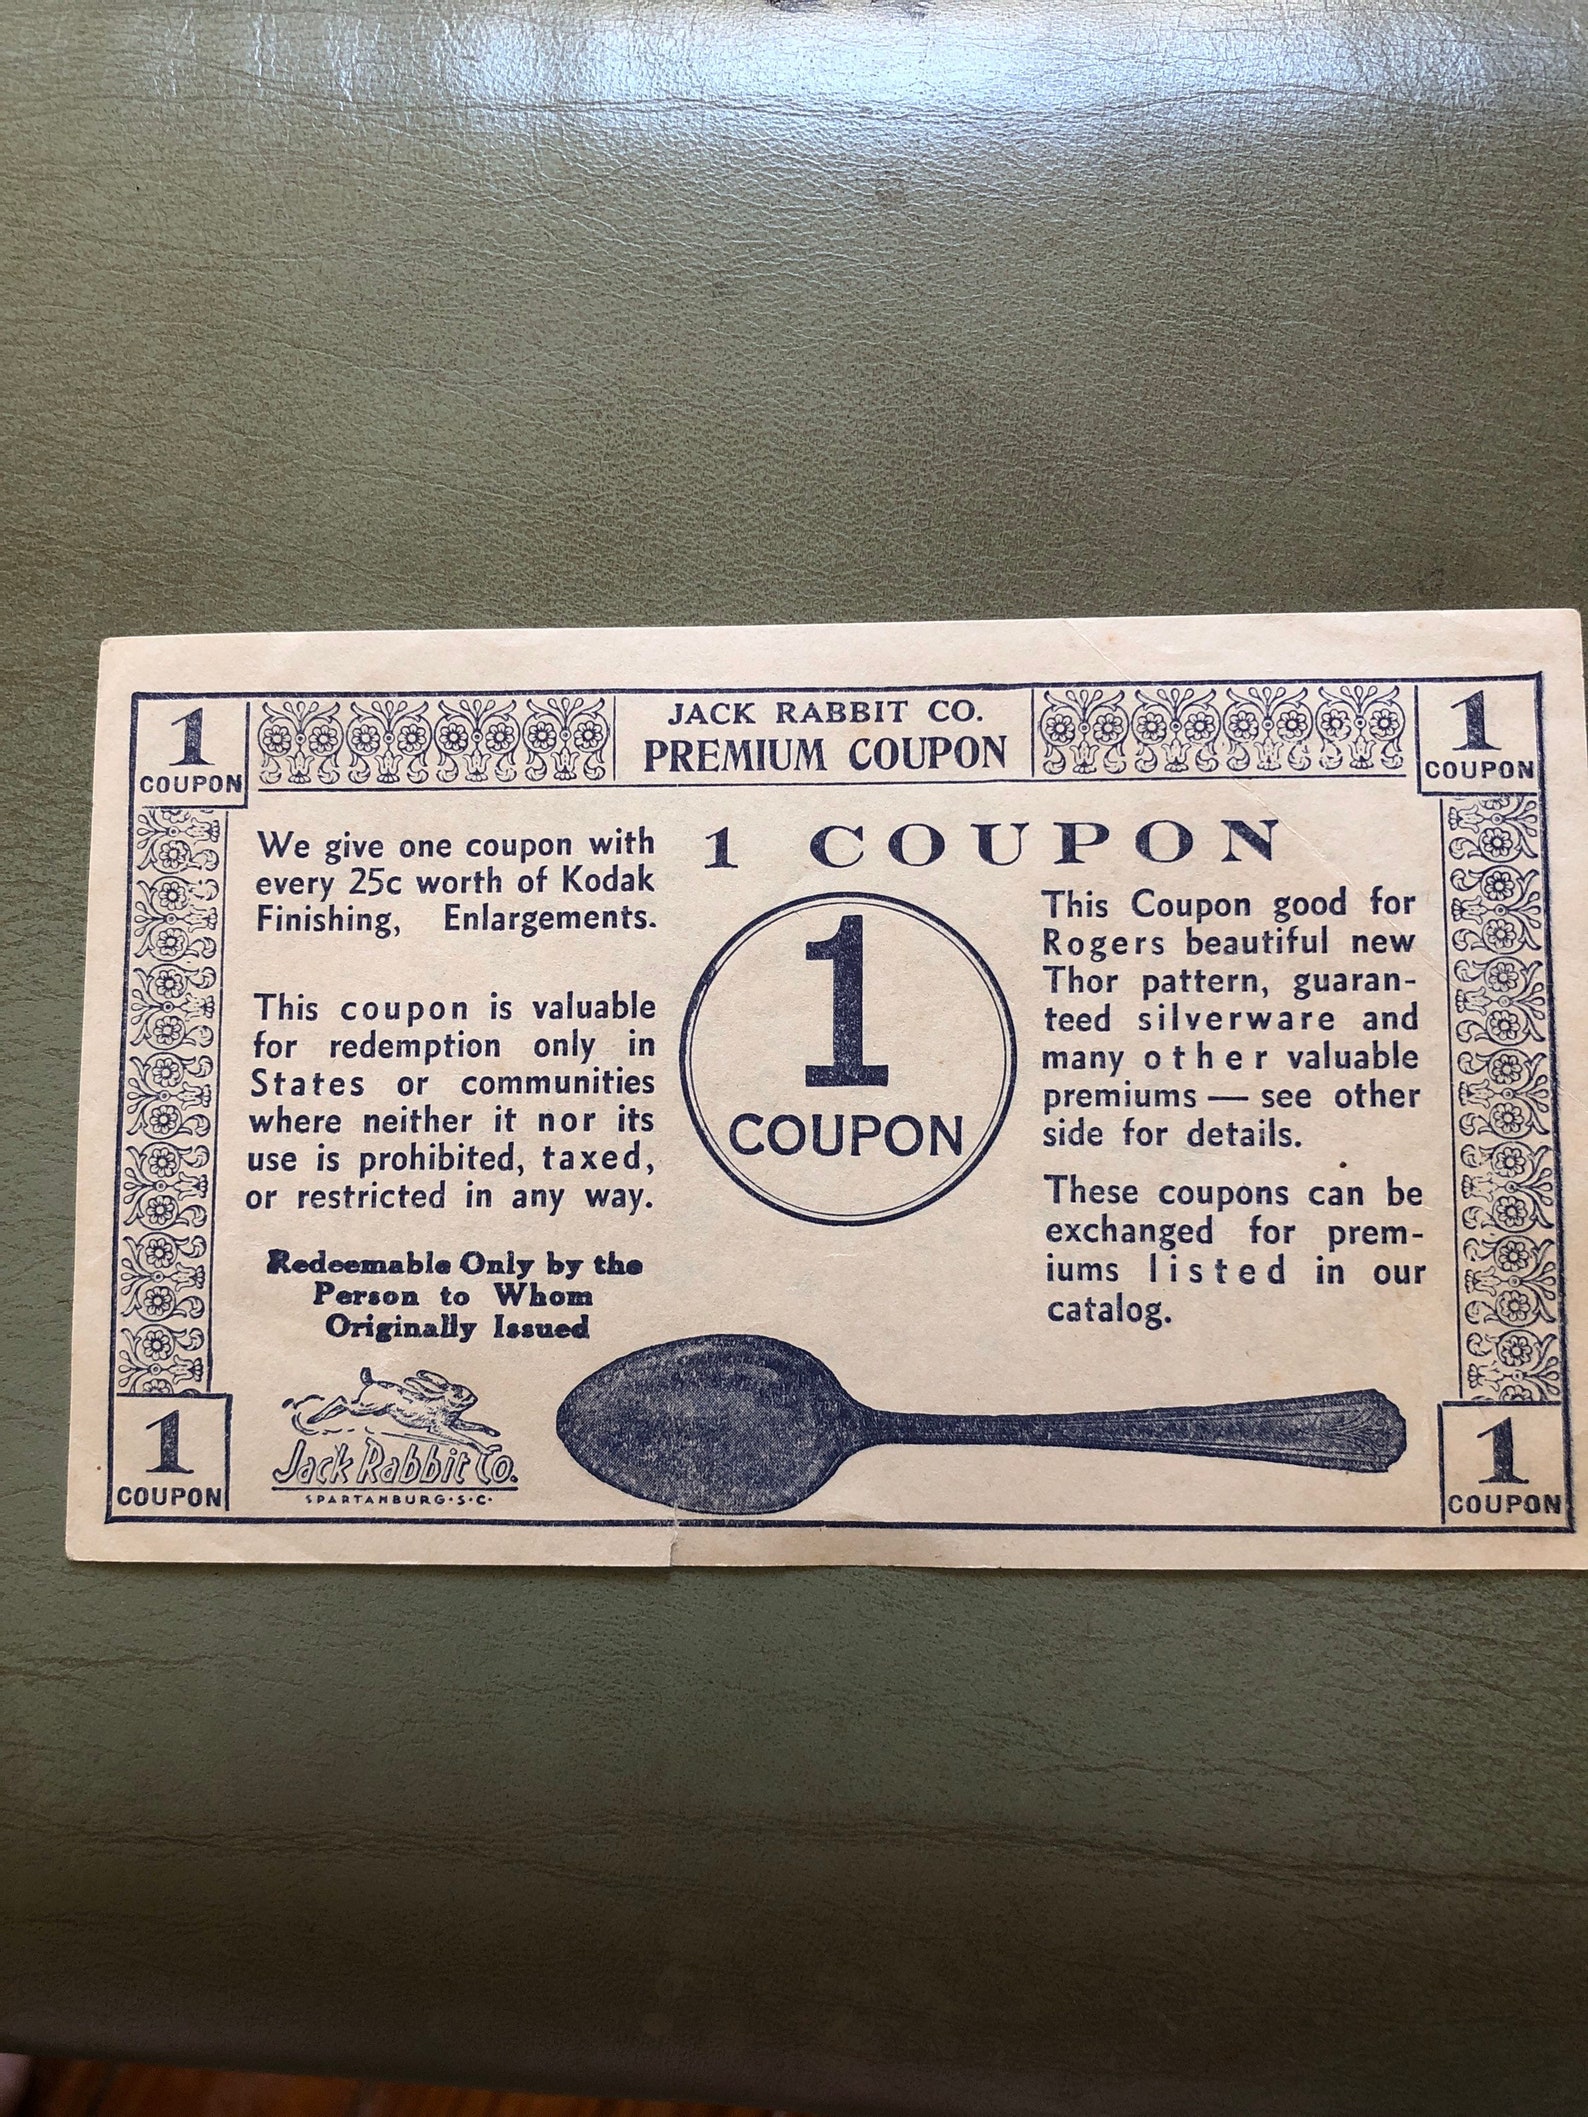 1
COUPON
JACK RABBIT CO.
PREMIUM COUPON
1
COUPON
We give one coupon with
every 25c worth of Kodak
Finishing, Enlargements.
This coupon is valuable
for redemption only in
States or communities
where neither it nor its
use is prohibited, taxed,
or restricted in any way.
Redeemable Only by the
Person to Whom
Originally Issued
Jack Rabbit Co.
SPARTANBURG·S·C·
1 COUPON
1
COUPON
This Coupon good for
Rogers beautiful new
Thor pattern, guaran-
teed silverware and
many other valuable
premiums — see other
side for details.
These coupons can be
exchanged for prem-
iums listed in our
catalog.
1
COUPON
1
COUPON